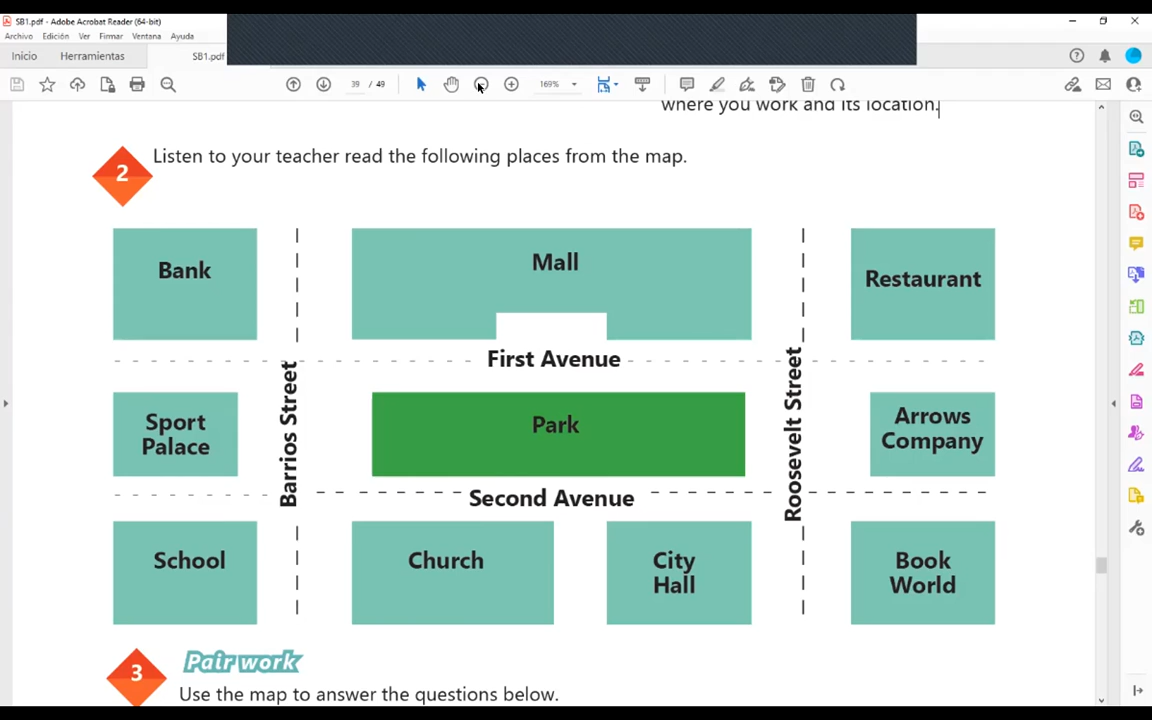 SB1.pdf - Adobe Acrobat Reader (64-bit)
Archivo Edición Ver Firmar Ventana Ayuda
Inicio Herramientas SB1.pdf
39 / 49 169%
where you work and its location.
2 Listen to your teacher read the following places from the map.
Bank Mall Restaurant
First Avenue
Barrios Street
Roosevelt Street
Sport Palace
Park
Arrows Company
Second Avenue
School Church
City Hall
Book World
3 Pair work
Use the map to answer the questions below.